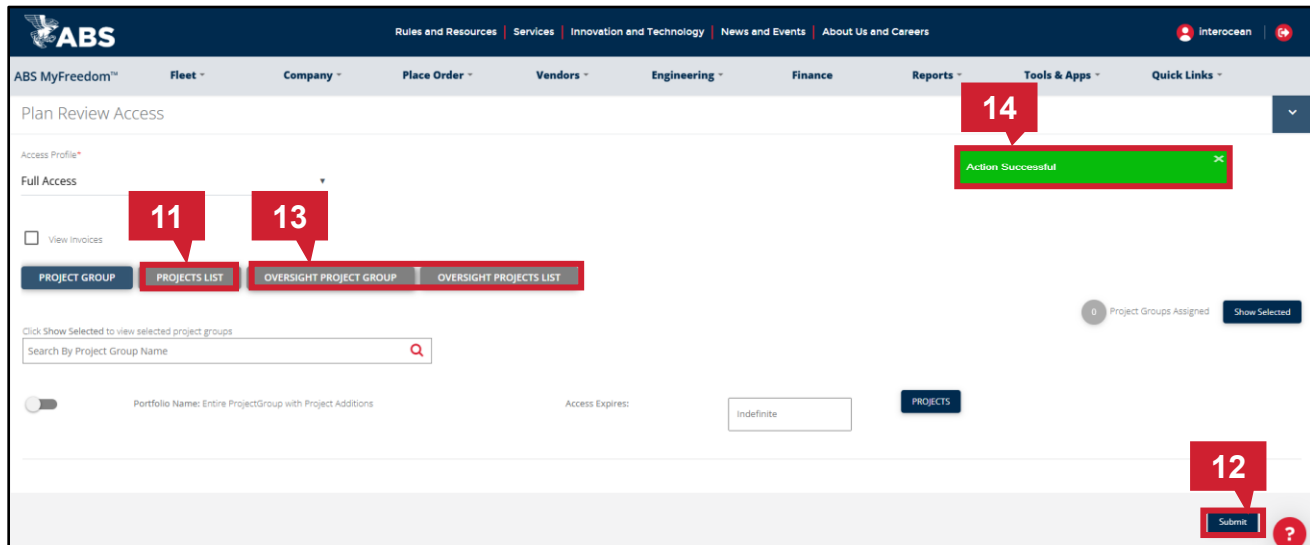 ABS
Rules and Resources | Services | Innovation and Technology | News and Events | About Us and Careers
interocean
ABS MyFreedom™ Fleet Company Place Order Vendors Engineering Finance Reports Tools & Apps Quick Links
Plan Review Access
14
Access Profile*
Action Successful
Full Access
11
13
View Invoices
PROJECT GROUP PROJECTS LIST OVERSIGHT PROJECT GROUP OVERSIGHT PROJECTS LIST
0 Project Groups Assigned Show Selected
Click Show Selected to view selected project groups
Search By Project Group Name
Portfolio Name: Entire ProjectGroup with Project Additions Access Expires: Indefinite PROJECTS
12
Submit
?